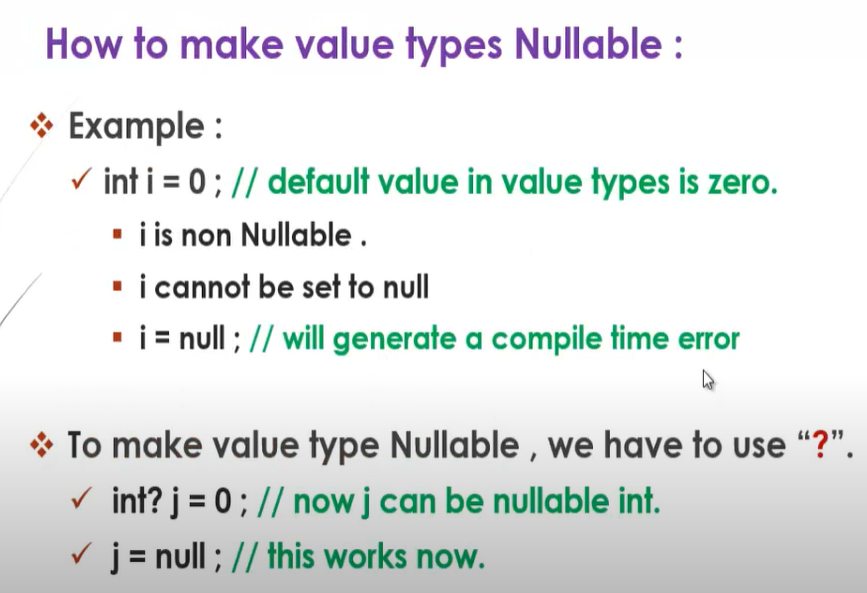 How to make value types Nullable :
Example :
int i = 0 ; // default value in value types is zero.
i is non Nullable .
i cannot be set to null
i = null ; // will generate a compile time error
To make value type Nullable , we have to use “?”.
int? j = 0 ; // now j can be nullable int.
j = null ; // this works now.